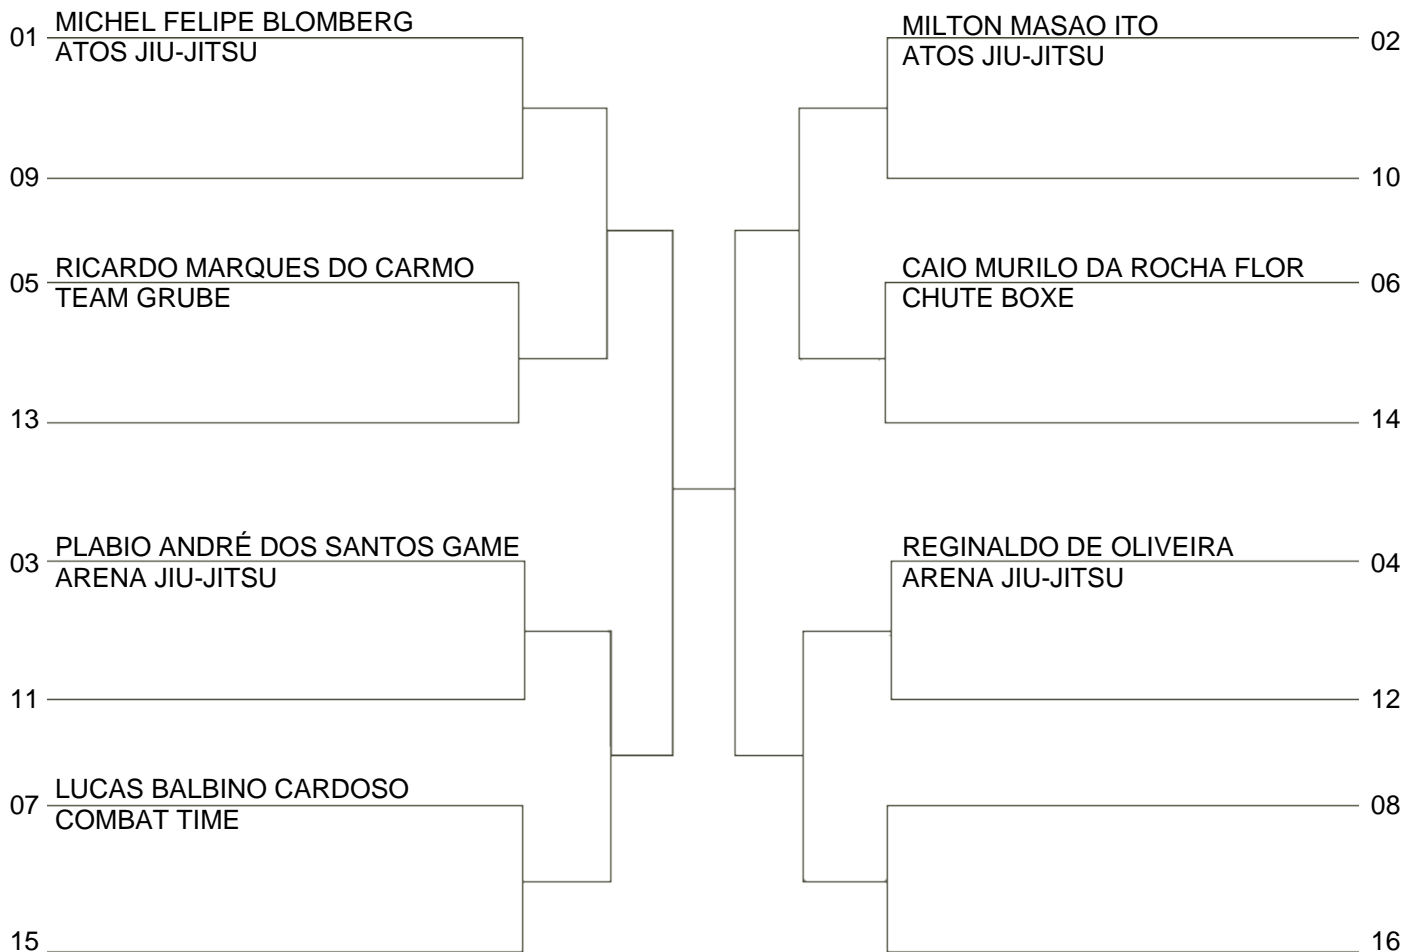 01
MICHEL FELIPE BLOMBERG
ATOS JIU-JITSU
09
05
RICARDO MARQUES DO CARMO
TEAM GRUBE
13
03
PLABIO ANDRÉ DOS SANTOS GAME
ARENA JIU-JITSU
11
07
LUCAS BALBINO CARDOSO
COMBAT TIME
15
MILTON MASAO ITO
ATOS JIU-JITSU
02
10
CAIO MURILO DA ROCHA FLOR
CHUTE BOXE
06
14
REGINALDO DE OLIVEIRA
ARENA JIU-JITSU
04
12
08
16